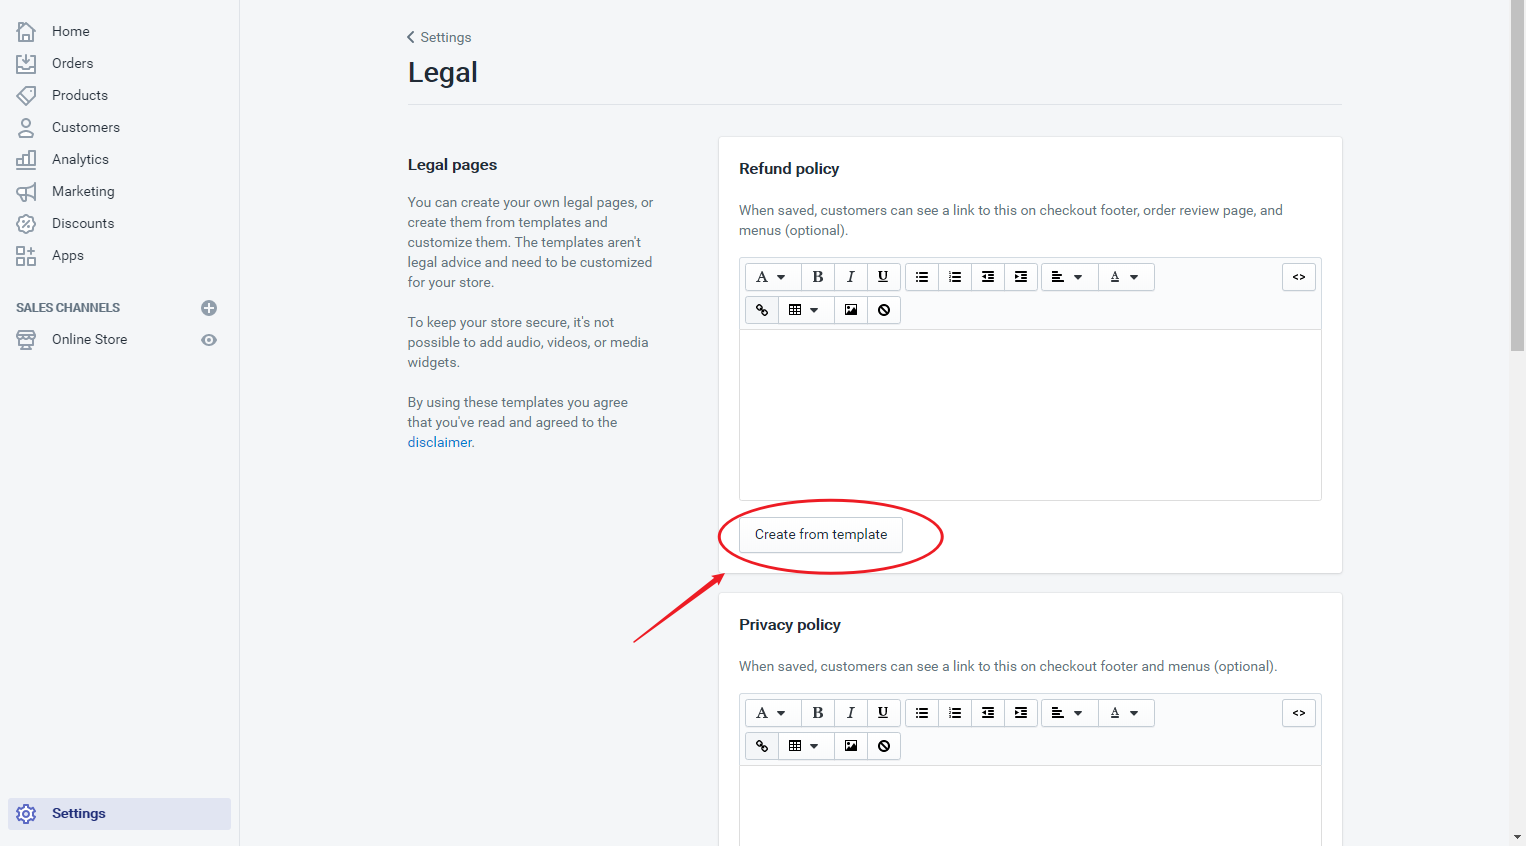 Home
Orders
Products
Customers
Analytics
Marketing
Discounts
Apps
SALES CHANNELS
Online Store
Settings
Settings
Legal
Legal pages
You can create your own legal pages, or
create them from templates and
customize them. The templates aren't
legal advice and need to be customized
for your store.
To keep your store secure, it's not
possible to add audio, videos, or media
widgets.
By using these templates you agree
that you've read and agreed to the
disclaimer.
Refund policy
When saved, customers can see a link to this on checkout footer, order review page, and
menus (optional).
A B I U A <>
Create from template
Privacy policy
When saved, customers can see a link to this on checkout footer and menus (optional).
A B I U A <>